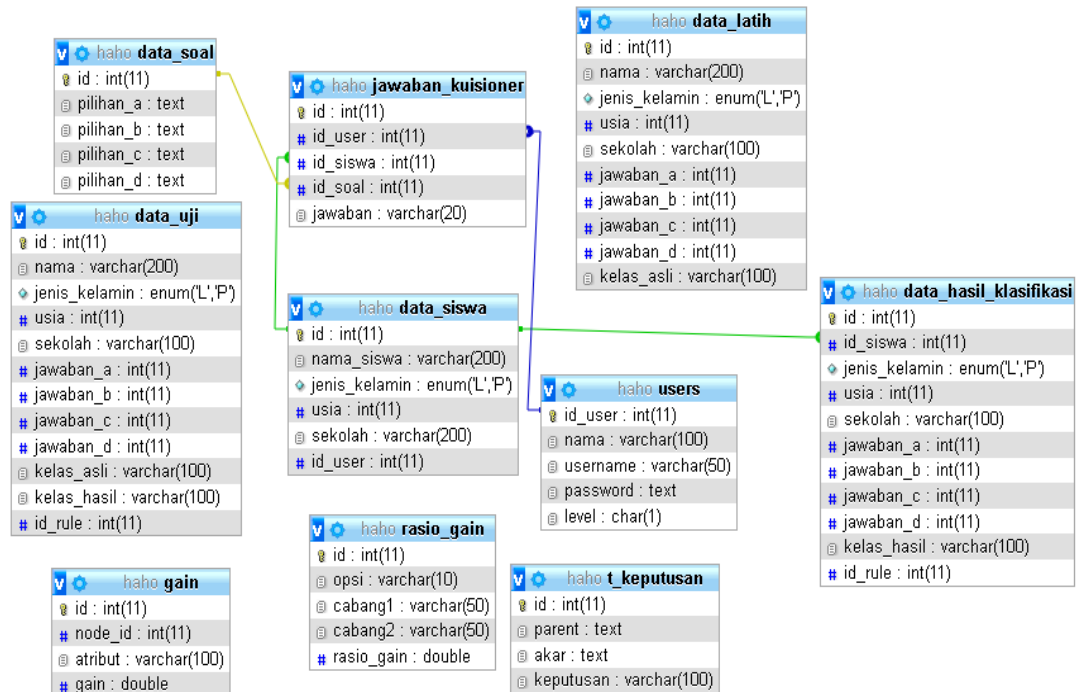 haho data_soal
id : int(11)
pilihan_a : text
pilihan_b : text
pilihan_c : text
pilihan_d : text
haho jawaban_kuisioner
id : int(11)
# id_user : int(11)
# id_siswa : int(11)
# id_soal : int(11)
jawaban : varchar(20)
haho data_latih
id : int(11)
nama : varchar(200)
jenis_kelamin : enum('L','P')
# usia : int(11)
sekolah : varchar(100)
# jawaban_a : int(11)
# jawaban_b : int(11)
# jawaban_c : int(11)
# jawaban_d : int(11)
kelas_asli : varchar(100)
haho data_uji
id : int(11)
nama : varchar(200)
jenis_kelamin : enum('L','P')
# usia : int(11)
sekolah : varchar(100)
# jawaban_a : int(11)
# jawaban_b : int(11)
# jawaban_c : int(11)
# jawaban_d : int(11)
kelas_asli : varchar(100)
kelas_hasil : varchar(100)
# id_rule : int(11)
haho data_siswa
id : int(11)
nama_siswa : varchar(200)
jenis_kelamin : enum('L','P')
# usia : int(11)
sekolah : varchar(200)
# id_user : int(11)
haho users
id_user : int(11)
nama : varchar(100)
username : varchar(50)
password : text
level : char(1)
haho data_hasil_klasifikasi
id : int(11)
# id_siswa : int(11)
jenis_kelamin : enum('L','P')
# usia : int(11)
sekolah : varchar(100)
# jawaban_a : int(11)
# jawaban_b : int(11)
# jawaban_c : int(11)
# jawaban_d : int(11)
kelas_hasil : varchar(100)
# id_rule : int(11)
haho gain
id : int(11)
# node_id : int(11)
atribut : varchar(100)
# gain : double
haho rasio_gain
id : int(11)
opsi : varchar(10)
cabang1 : varchar(50)
cabang2 : varchar(50)
# rasio_gain : double
haho t_keputusan
id : int(11)
parent : text
akar : text
keputusan : varchar(100)